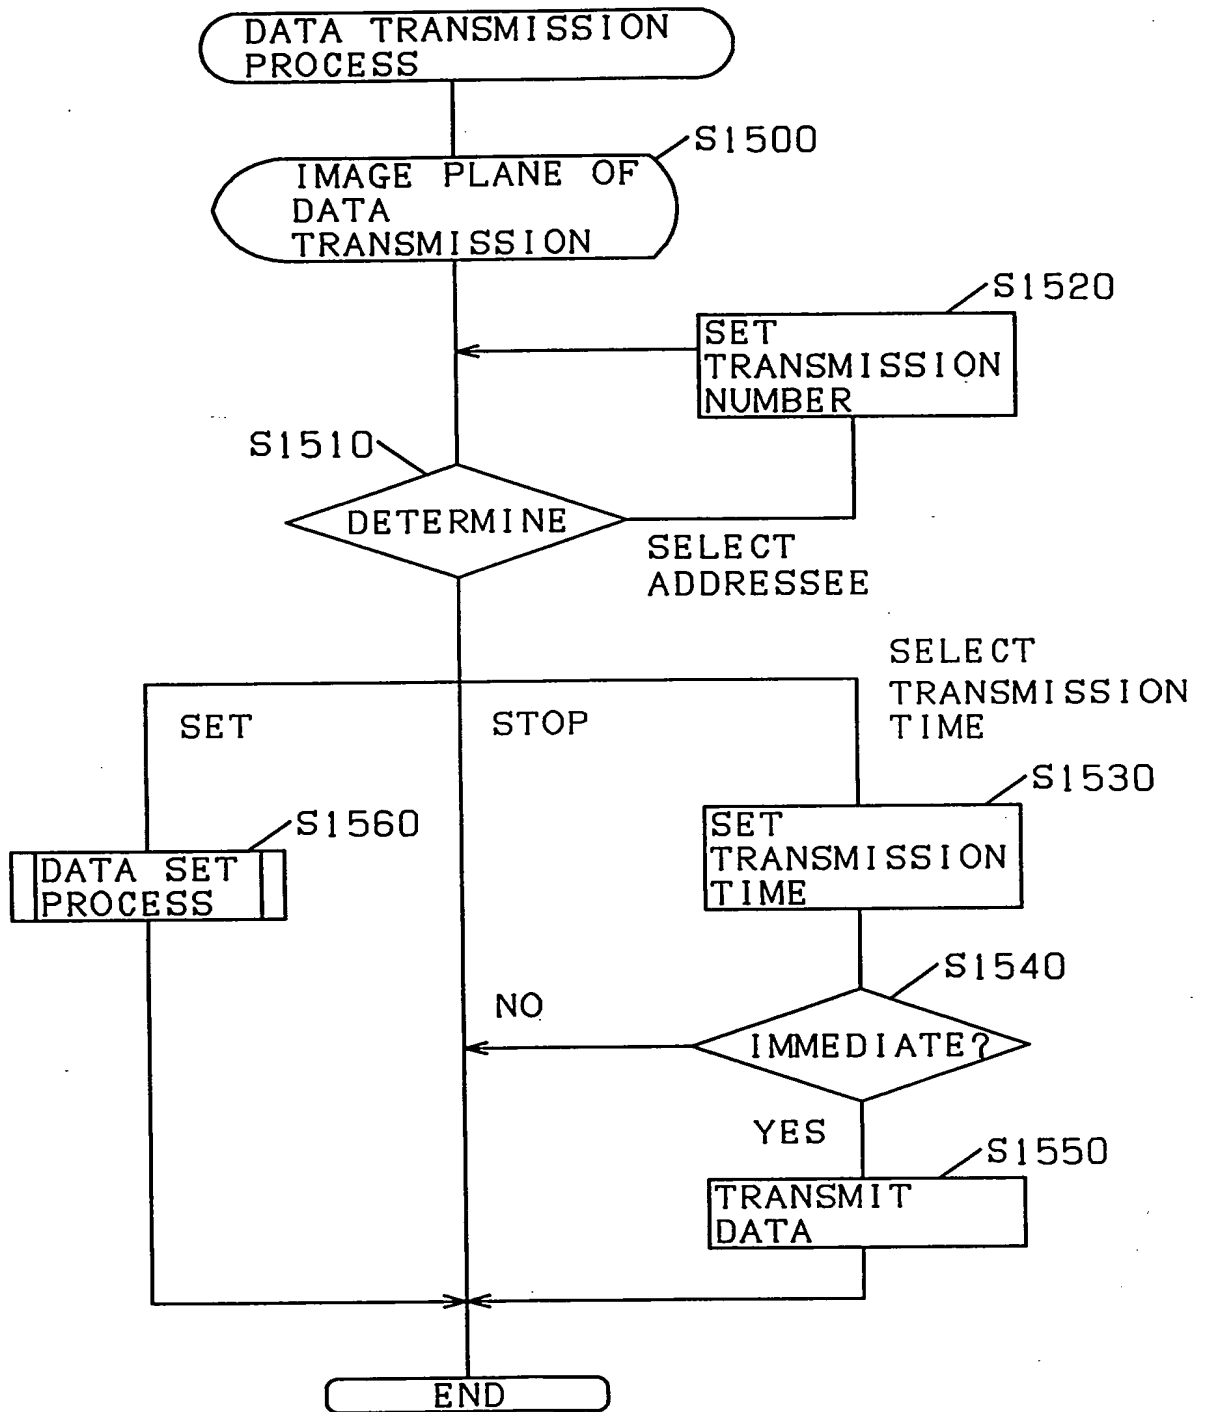 DATA TRANSMISSION
PROCESS
S1500
IMAGE PLANE OF
DATA
TRANSMISSION
S1520
SET
TRANSMISSION
NUMBER
S1510
DETERMINE
SELECT
ADDRESSEE
SELECT
TRANSMISSION
TIME
SET
STOP
S1530
SET
TRANSMISSION
TIME
S1560
DATA SET
PROCESS
S1540
NO
IMMEDIATE?
YES
S1550
TRANSMIT
DATA
END